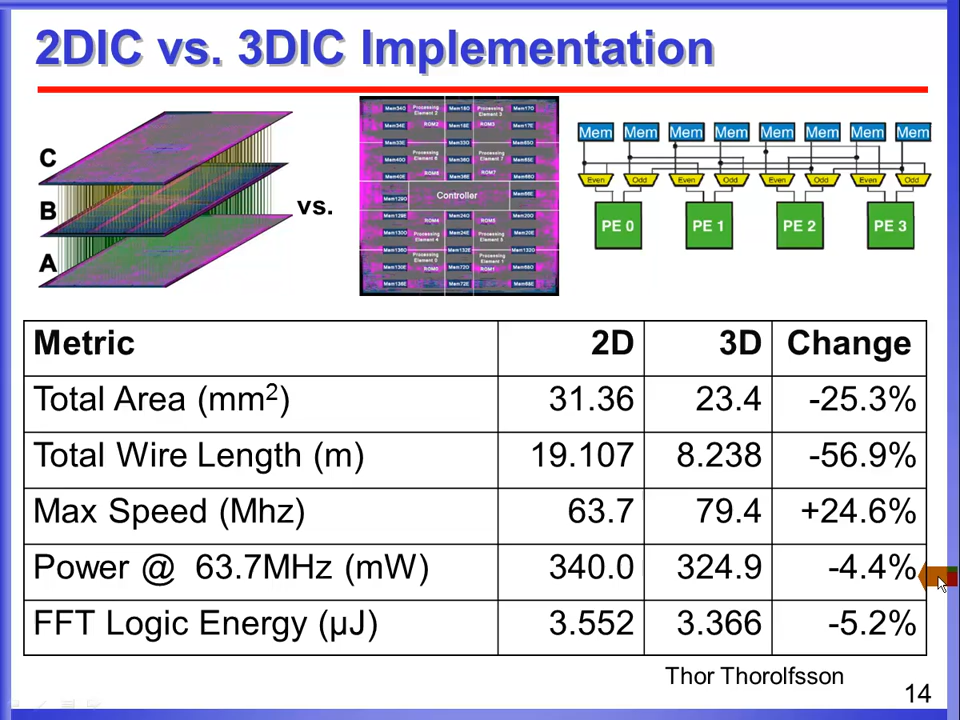 2DIC vs. 3DIC Implementation
C
B
A
vs.
Controller
Mem Mem Mem Mem Mem Mem Mem Mem
Even Odd Even Odd Even Odd Even Odd
PE 0 PE 1 PE 2 PE 3
Metric 2D 3D Change
Total Area (mm²) 31.36 23.4 -25.3%
Total Wire Length (m) 19.107 8.238 -56.9%
Max Speed (Mhz) 63.7 79.4 +24.6%
Power @ 63.7MHz (mW) 340.0 324.9 -4.4%
FFT Logic Energy (µJ) 3.552 3.366 -5.2%
Thor Thorolfsson
14